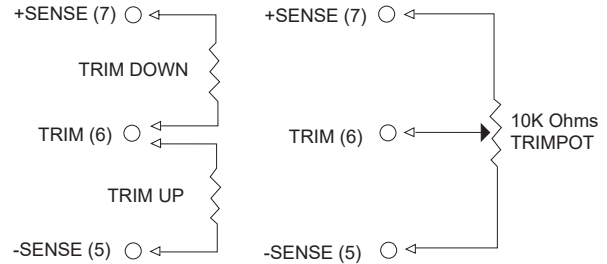 +SENSE (7)
TRIM DOWN
TRIM (6)
TRIM UP
-SENSE (5)
+SENSE (7)
TRIM (6)
10K Ohms
TRIMPOT
-SENSE (5)